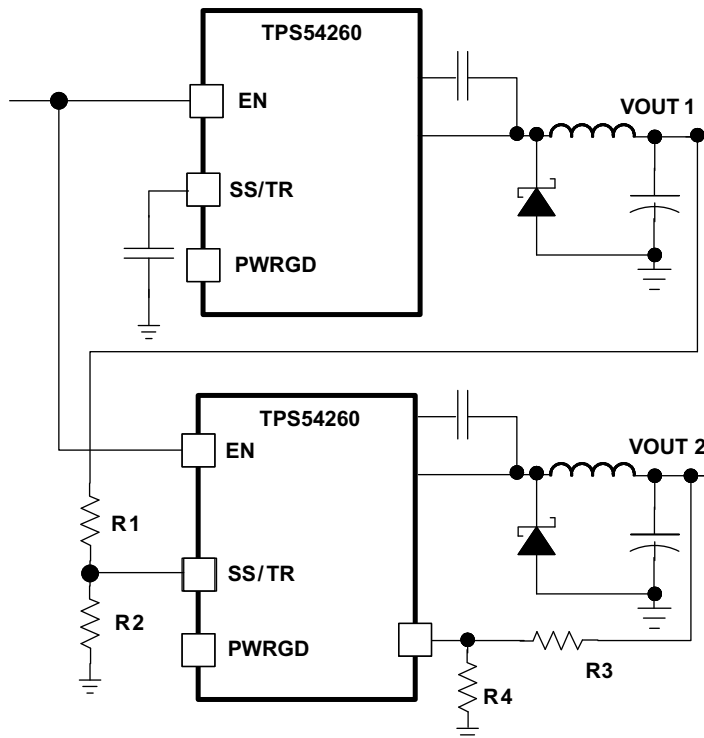 TPS54260
EN
VOUT 1
SS/TR
PWRGD
TPS54260
EN
VOUT 2
R1
SS/TR
R2
PWRGD
R3
R4